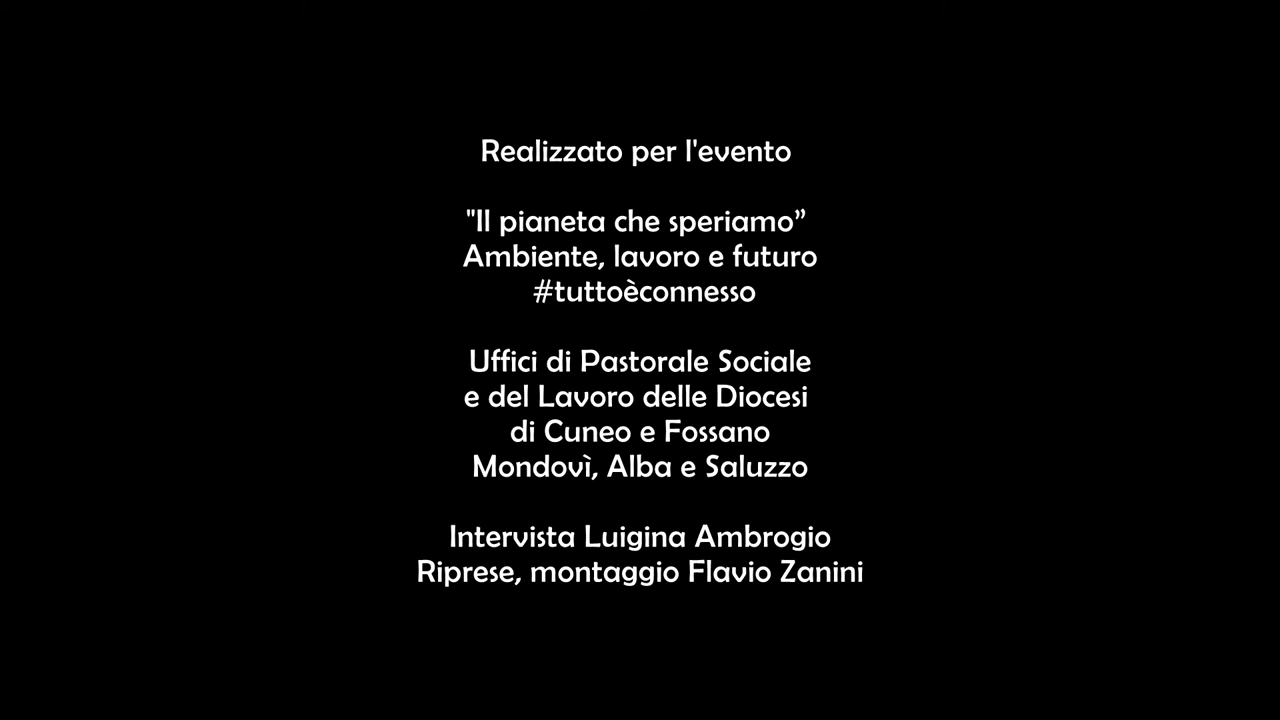 Realizzato per l'evento
"Il pianeta che speriamo”
Ambiente, lavoro e futuro
#tuttoèconnesso
Uffici di Pastorale Sociale
e del Lavoro delle Diocesi
di Cuneo e Fossano
Mondovì, Alba e Saluzzo
Intervista Luigina Ambrogio
Riprese, montaggio Flavio Zanini